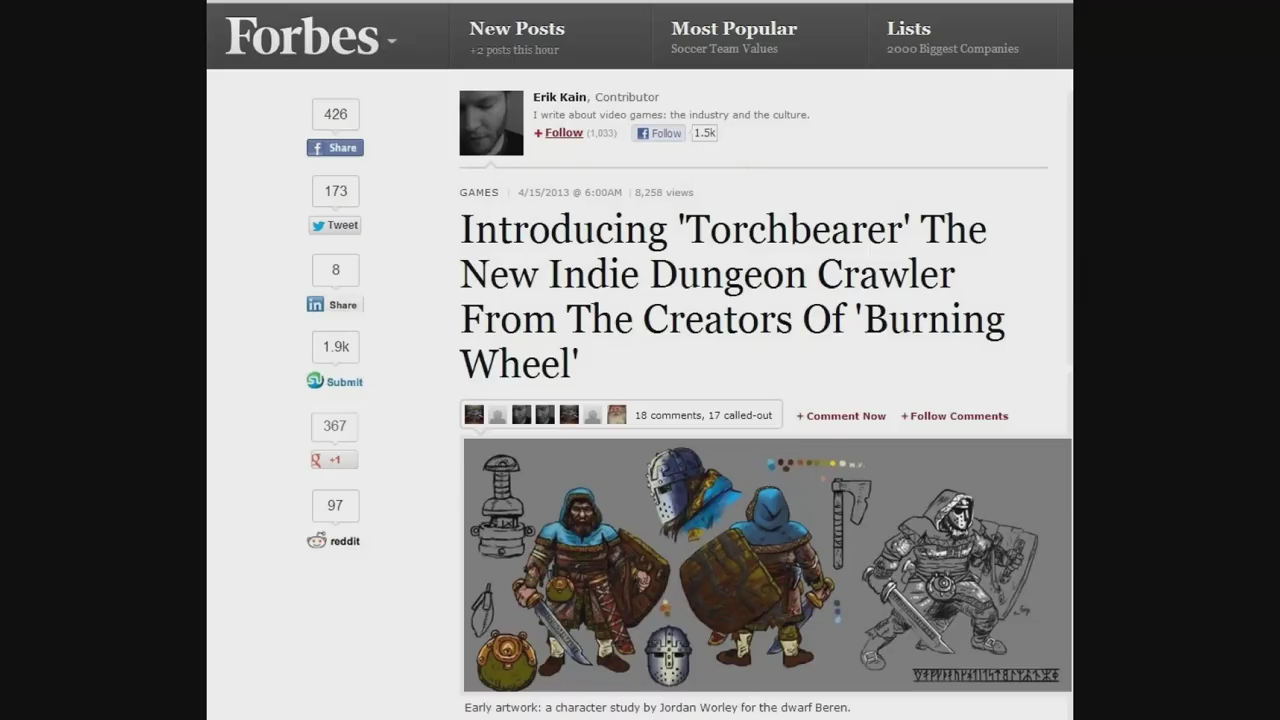 Forbes
New Posts
+2 posts this hour
Most Popular
Soccer Team Values
Lists
2000 Biggest Companies
426
Share
173
Tweet
8
in Share
1.9k
Submit
367
g +1
97
reddit
Erik Kain, Contributor
I write about video games: the industry and the culture.
+ Follow (1,033)
f Follow 1.5k
GAMES | 4/15/2013 @ 6:00AM | 8,258 views
Introducing 'Torchbearer' The
New Indie Dungeon Crawler
From The Creators Of 'Burning
Wheel'
18 comments, 17 called-out
+ Comment Now
+ Follow Comments
Early artwork: a character study by Jordan Worley for the dwarf Beren.